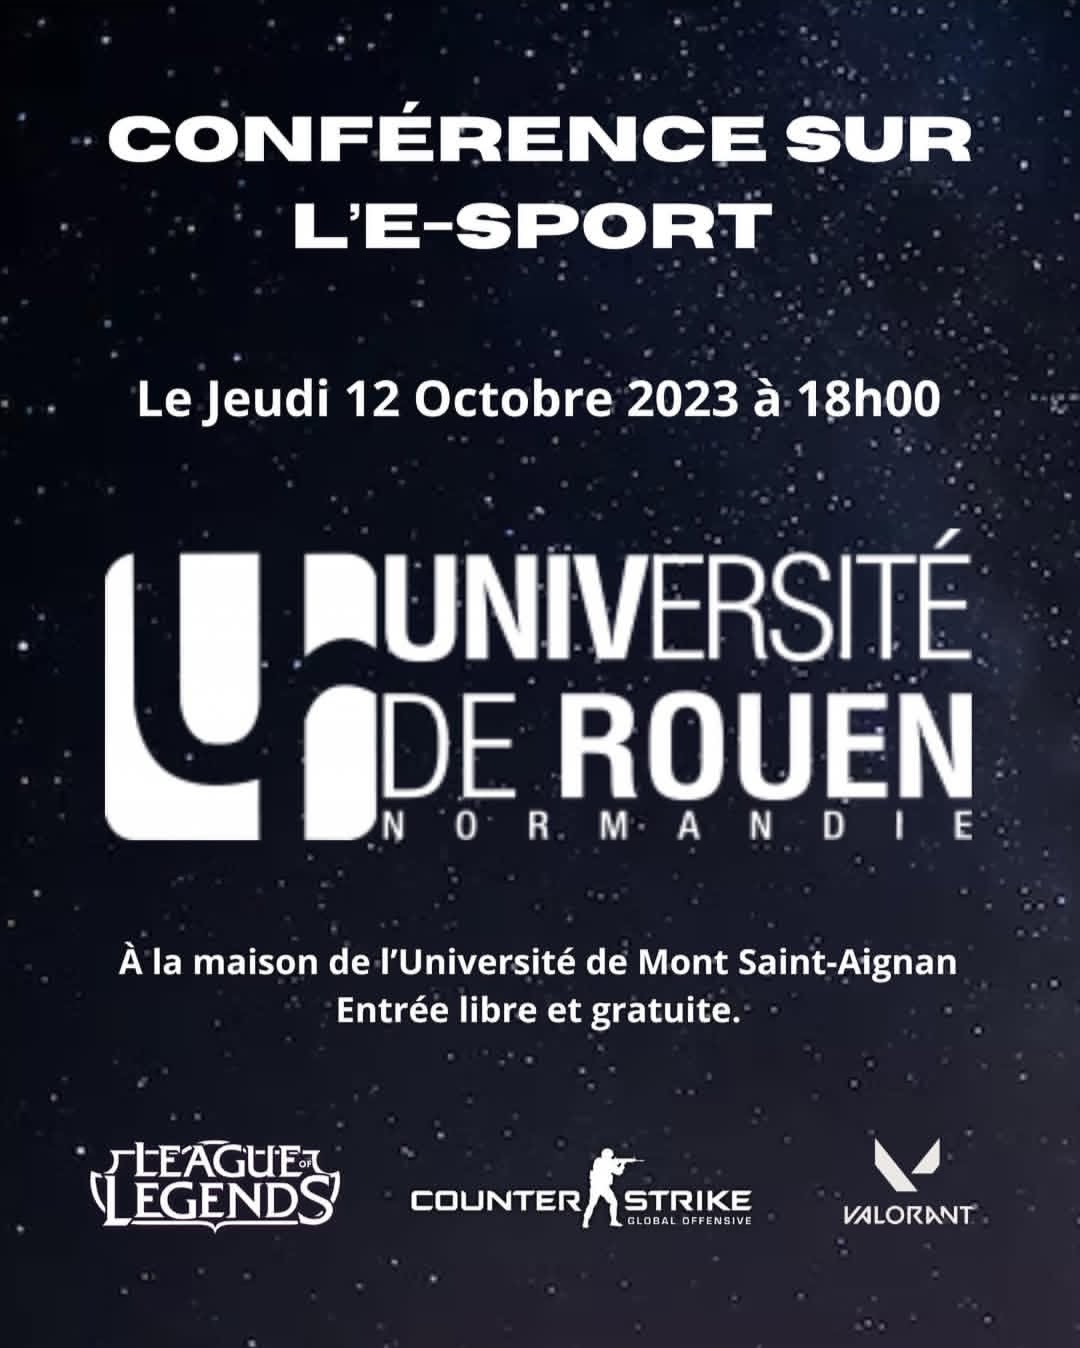 CONFÉRENCE SUR
L'E-SPORT
Le Jeudi 12 Octobre 2023 à 18h00
UNIVERSITÉ
DE ROUEN
NORMANDIE
À la maison de l'Université de Mont Saint-Aignan
Entrée libre et gratuite.
LEAGUE OF
LEGENDS
COUNTER STRIKE
GLOBAL OFFENSIVE
VALORANT